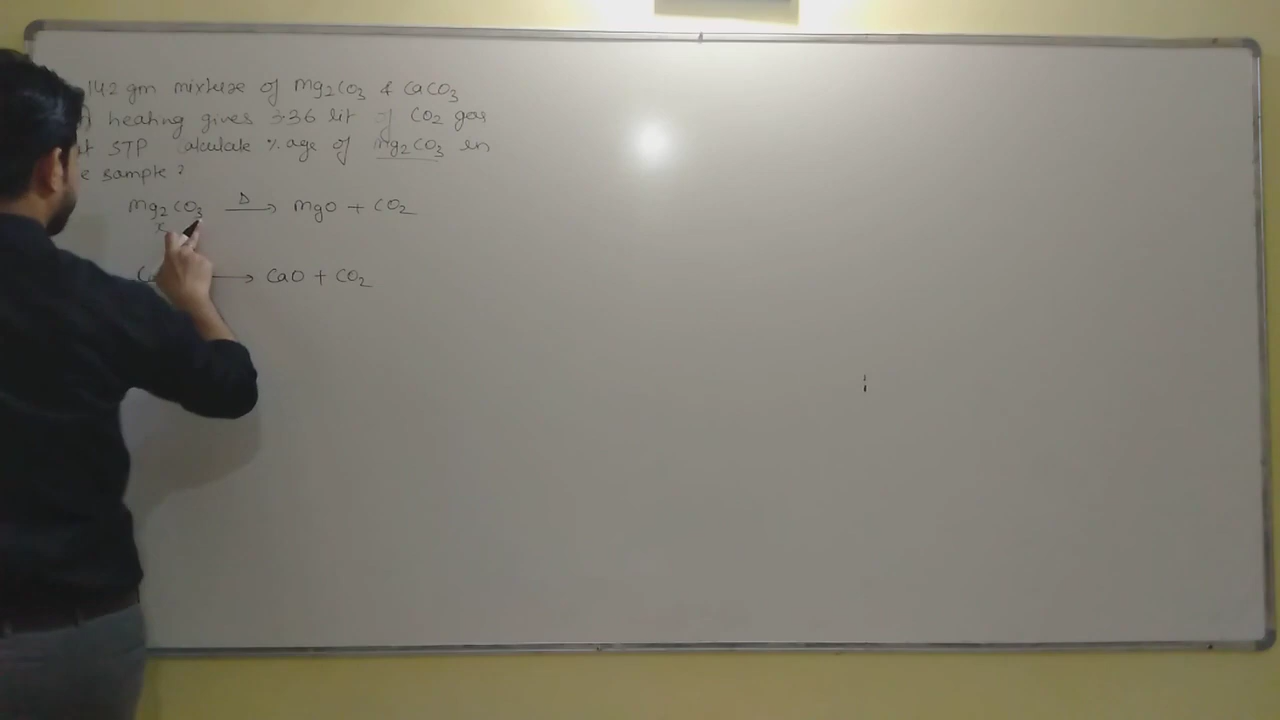 142 gm mixture of Mg2CO3 & CaCO3
heating gives 3.36 lit of CO2 gas
STP Calculate % age of Mg2CO3 in
sample ?
Mg2CO3 Δ→ MgO + CO2
x
→ CaO + CO2